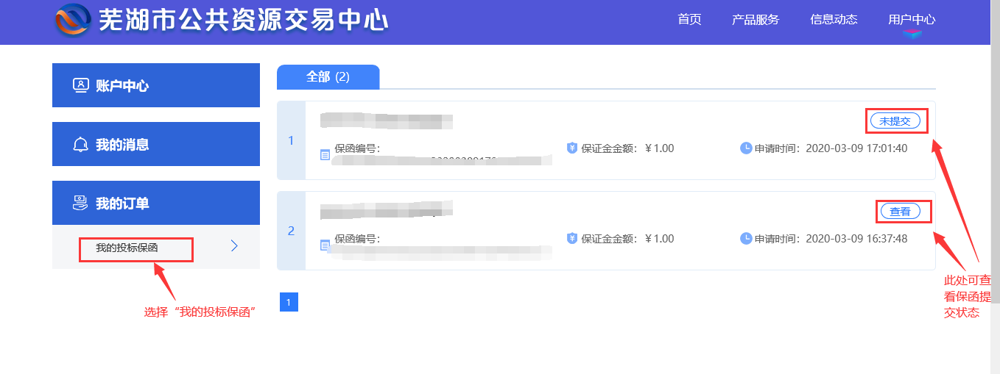 芜湖市公共资源交易中心
首页 产品服务 信息动态 用户中心
账户中心
我的消息
我的订单
我的投标保函
选择“我的投标保函”
全部 (2)
1
未提交
保函编号：
保证金金额：￥1.00
申请时间：2020-03-09 17:01:40
2
查看
保函编号：
保证金金额：￥1.00
申请时间：2020-03-09 16:37:48
此处可查
看保函提
交状态
1